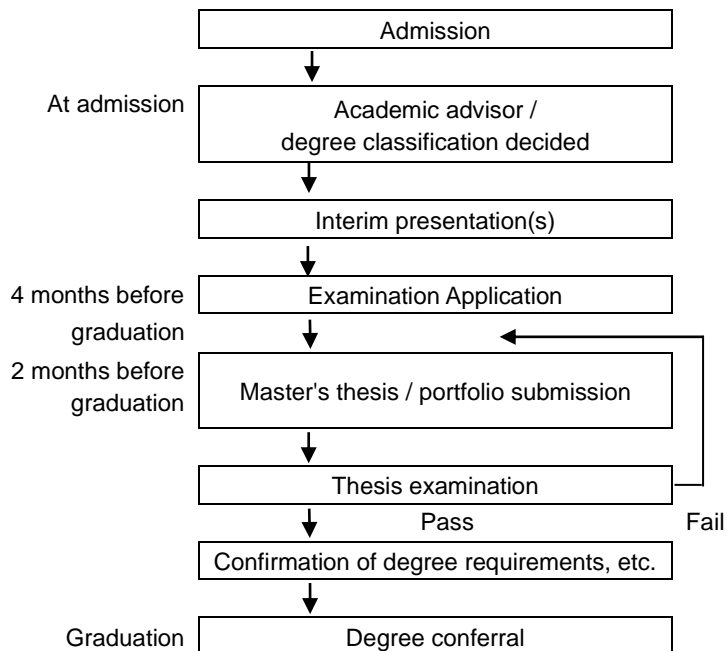 Admission
At admission
Academic advisor /
degree classification decided
Interim presentation(s)
4 months before
graduation
Examination Application
2 months before
graduation
Master's thesis / portfolio submission
Thesis examination
Pass
Fail
Confirmation of degree requirements, etc.
Graduation
Degree conferral